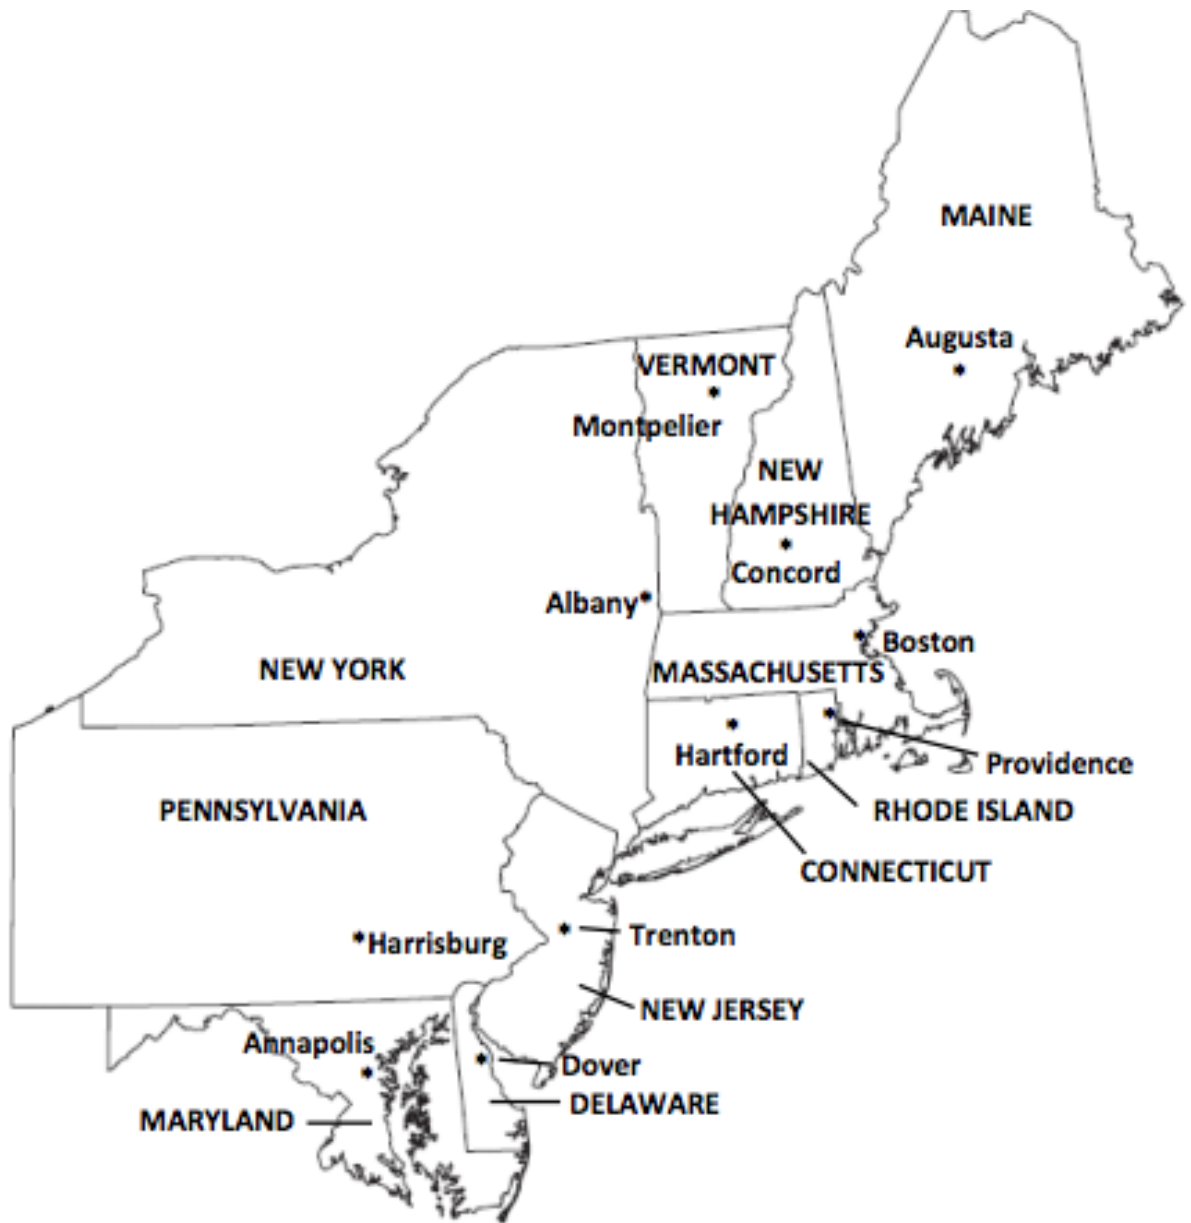 MAINE
Augusta
VERMONT
Montpelier
NEW
HAMPSHIRE
Concord
Albany
Boston
NEW YORK
MASSACHUSETTS
Hartford
Providence
PENNSYLVANIA
RHODE ISLAND
CONNECTICUT
Harrisburg
Trenton
NEW JERSEY
Annapolis
Dover
DELAWARE
MARYLAND